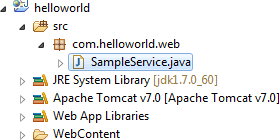 helloworld
src
com.helloworld.web
SampleService.java
JRE System Library [jdk1.7.0_60]
Apache Tomcat v7.0 [Apache Tomcat v7.0]
Web App Libraries
WebContent